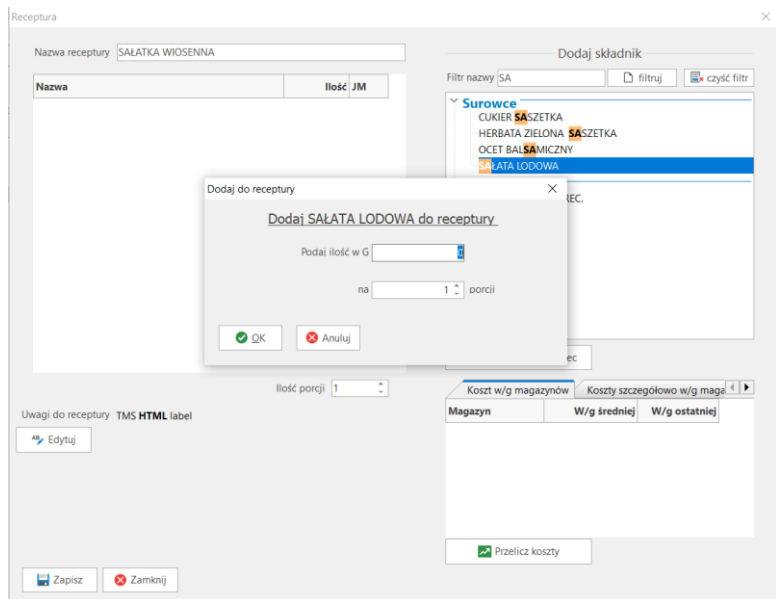 Receptura
Nazwa receptury SAŁATKA WIOSENNA
Nazwa Ilość JM
Dodaj składnik
Filtr nazwy SA filtruj czyść filtr
Surowce
CUKIER SASZETKA
HERBATA ZIELONA SASZETKA
OCET BALSAMICZNY
SAŁATA LODOWA
REC.
Dodaj do receptury
Dodaj SAŁATA LODOWA do receptury
Podaj ilość w G 0
na 1 porcji
OK Anuluj
ec
Ilość porcji 1
Uwagi do receptury TMS HTML label
Edytuj
Koszt w/g magazynów Koszty szczegółowo w/g maga
Magazyn W/g średniej W/g ostatniej
Przelicz koszty
Zapisz Zamknij